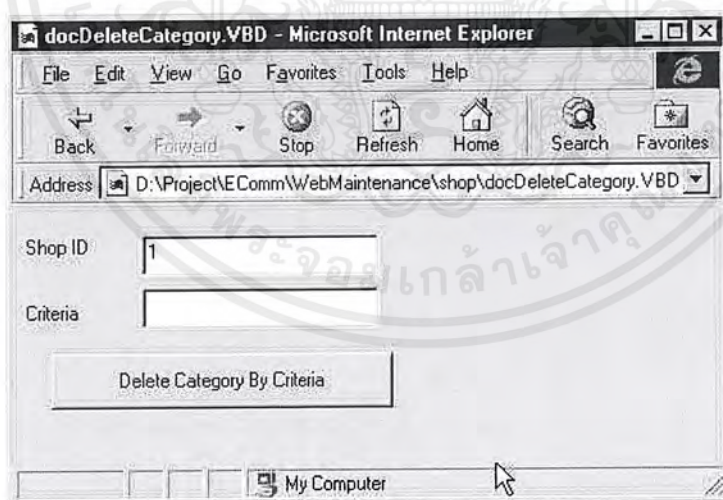 docDeleteCategory.VBD - Microsoft Internet Explorer
File Edit View Go Favorites Tools Help
Back Forward Stop Refresh Home Search Favorites
Address D:\Project\EComm\WebMaintenance\shop\docDeleteCategory.VBD
Shop ID 1
Criteria
Delete Category By Criteria
My Computer